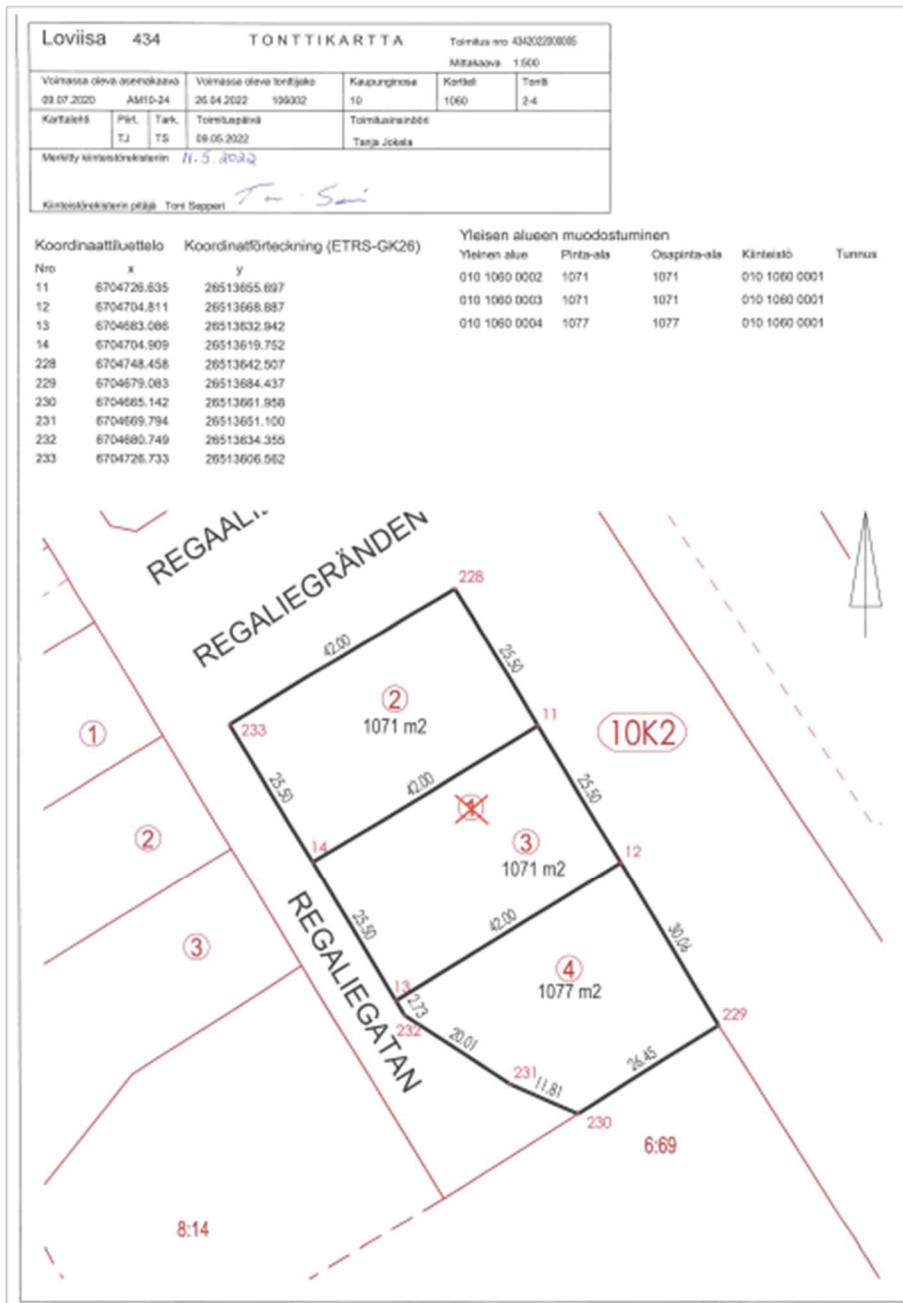 Loviisa 434 TONTTIKARTTA Toimitus nro 4342022000005
Mittakaava 1:500
Voimassa oleva asemakaava Voimassa oleva tonttijako Kaupunginosa Kortteli Tontti
09.07.2020 AM10-24 26.04.2022 106002 10 1060 2-4
Karttalehti Piirt. Tark. Toimituspäivä Toimitusinsinööri
TJ TS 09.05.2022 Tanja Jokela
Merkitty kiinteistörekisteriin 11.5.2022
Kiinteistörekisterin pitäjä Toni Sepperi
Koordinaattiluettelo Koordinatförteckning (ETRS-GK26)
Nro x y
11 6704726.635 26513655.697
12 6704704.811 26513668.887
13 6704683.086 26513632.942
14 6704704.909 26513619.752
228 6704748.458 26513642.507
229 6704679.083 26513684.437
230 6704665.142 26513661.958
231 6704669.794 26513651.100
232 6704680.749 26513634.355
233 6704726.733 26513606.562
Yleisen alueen muodostuminen
Yleinen alue Pinta-ala Osapinta-ala Kiinteistö Tunnus
010 1060 0002 1071 1071 010 1060 0001
010 1060 0003 1071 1071 010 1060 0001
010 1060 0004 1077 1077 010 1060 0001
REGALIEGRÄNDEN
228
42.00
25.50
2
1071 m2
233
11
10K2
1
25.50
42.00
25.50
1
2
3
1071 m2
14
12
25.50
42.00
30.06
3
REGALIEGATAN
4
1077 m2
13
2.73
232
229
20.01
231
11.81
26.45
230
6:69
8:14